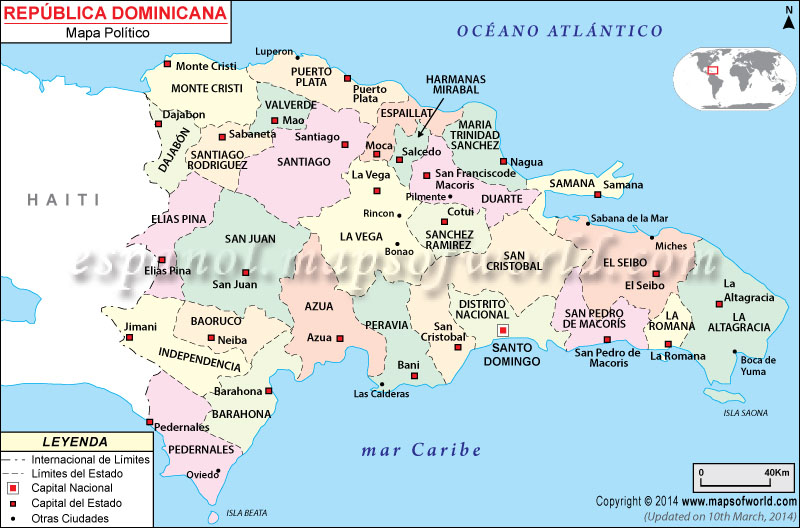 REPÚBLICA DOMINICANA
Mapa Político
OCÉANO ATLÁNTICO
N
Luperon
Monte Cristi
MONTE CRISTI
PUERTO
PLATA
Puerto
Plata
HARMANAS
MIRABAL
VALVERDE
Mao
ESPAILLAT
MARIA
TRINIDAD
SANCHEZ
Dajabon
DAJABÓN
Sabaneta
SANTIAGO
RODRIGUEZ
Santiago
SANTIAGO
Moca
Salcedo
Nagua
La Vega
San Franciscode
Macoris
Pilmente
DUARTE
SAMANA
Samana
HAITI
ELIAS PINA
Elias Pina
SAN JUAN
San Juan
Rincon
LA VEGA
Bonao
Cotui
SANCHEZ
RAMIREZ
Sabana de la Mar
Miches
SAN
CRISTOBAL
EL SEIBO
El Seibo
La
Altagracia
LA
ALTAGRACIA
espanol.mapsofworld.com
AZUA
Azua
PERAVIA
Bani
DISTRITO
NACIONAL
San
Cristobal
SANTO
DOMINGO
SAN PEDRO
DE MACORÍS
San Pedro de
Macoris
LA
ROMANA
La Romana
Boca de
Yuma
ISLA SAONA
Jimani
BAORUCO
Neiba
INDEPENDENCIA
Barahona
BARAHONA
Las Calderas
Pedernales
PEDERNALES
Oviedo
ISLA BEATA
mar Caribe
LEYENDA
Internacional de Límites
Límites del Estado
Capital Nacional
Capital del Estado
Otras Ciudades
0 40Km
Copyright © 2014 www.mapsofworld.com
(Updated on 10th March, 2014)